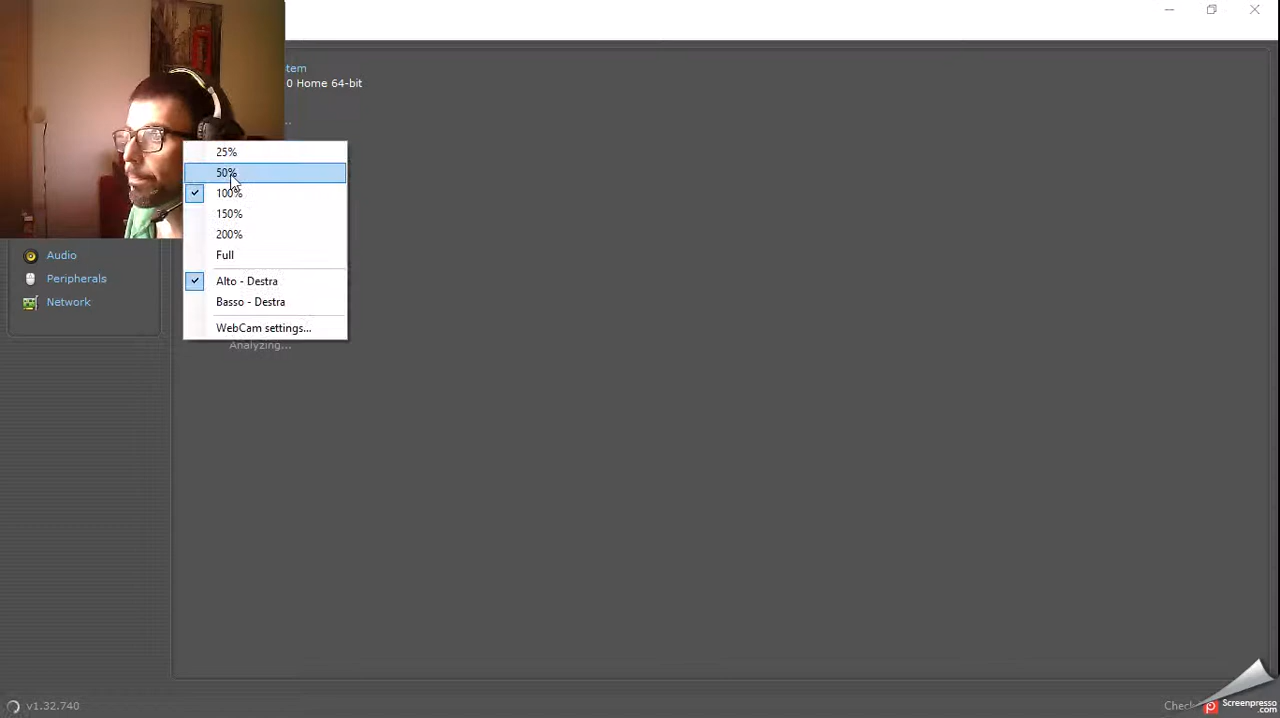 tem
0 Home 64-bit
25%
50%
100%
150%
200%
Full
Alto - Destra
Basso - Destra
WebCam settings...
Audio
Peripherals
Network
Analyzing...
v1.32.740
Check
Screenpresso
.com